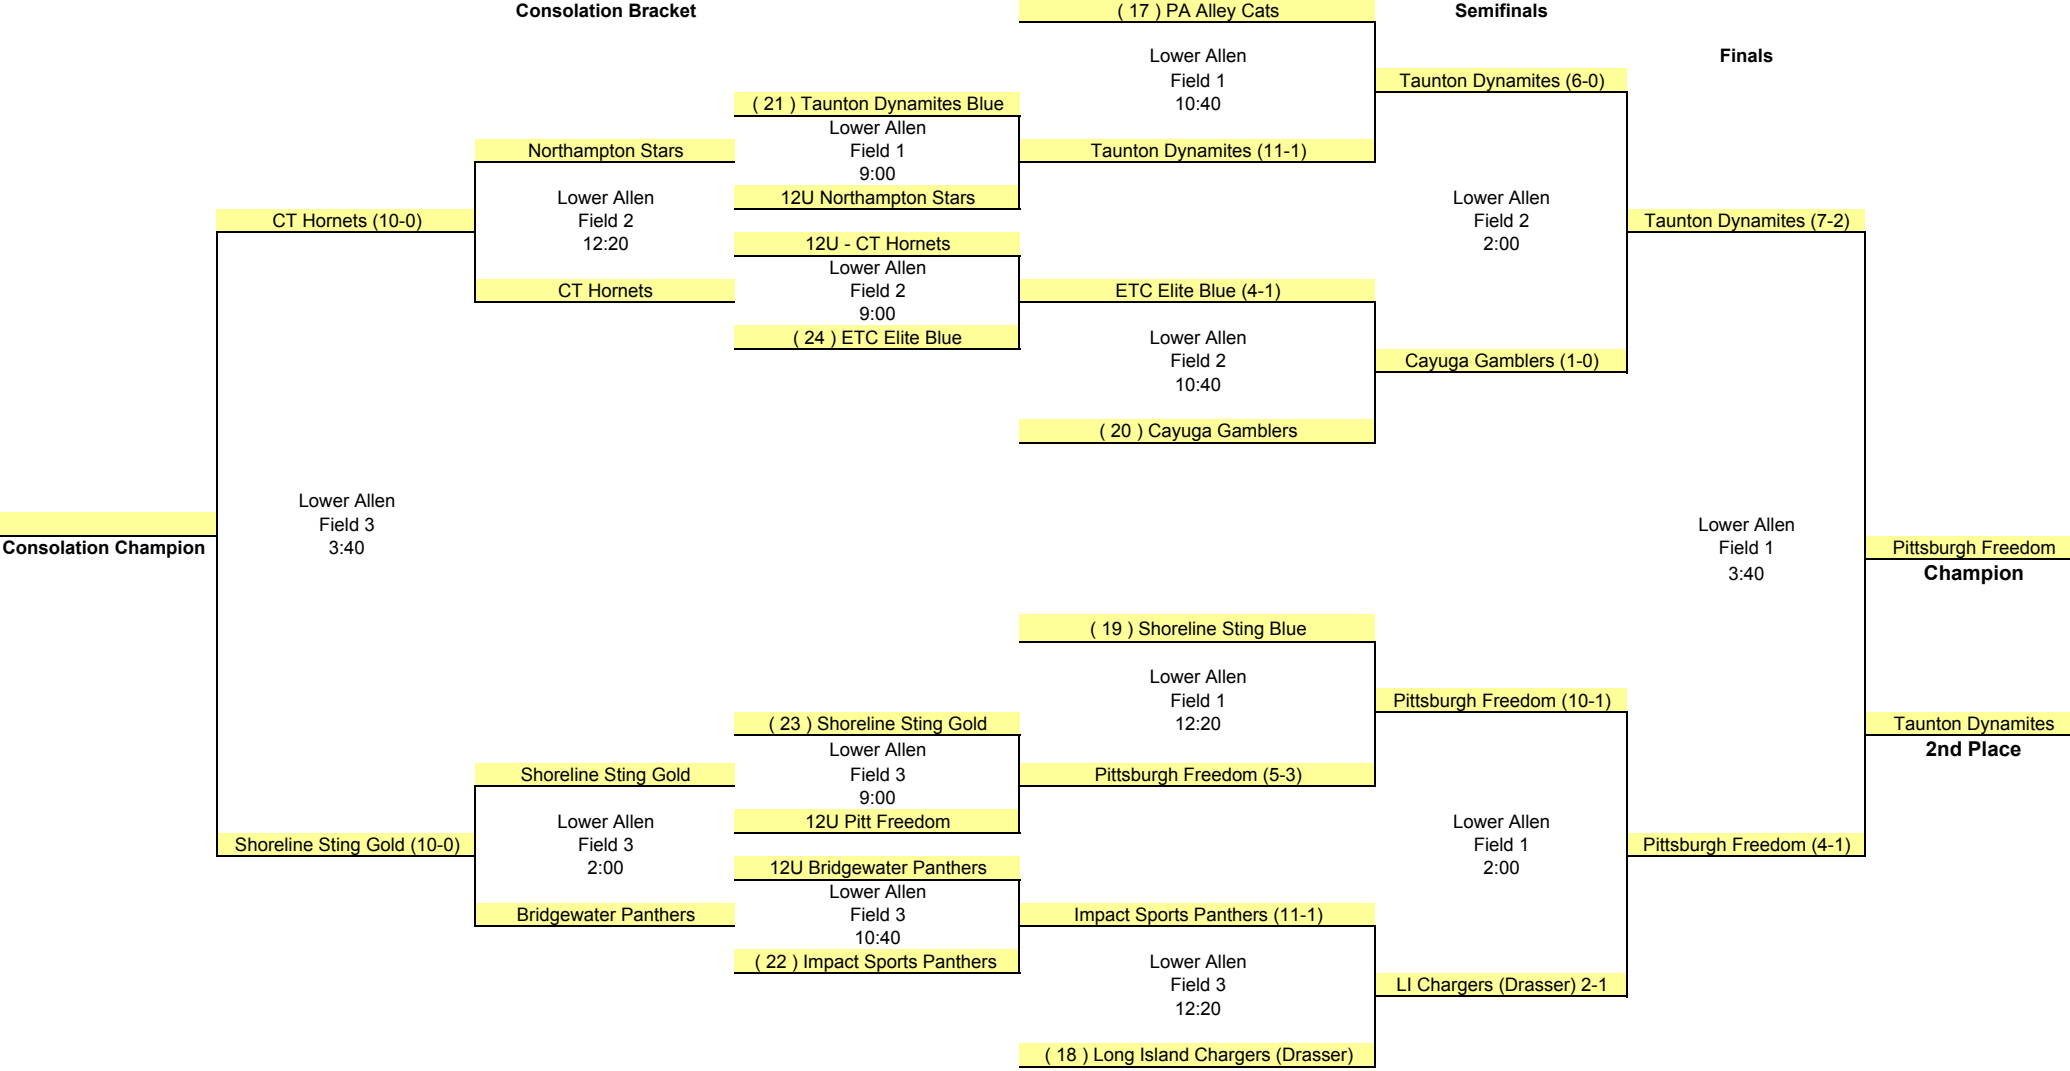 Consolation Bracket
( 17 ) PA Alley Cats
Semifinals
Lower Allen
Finals
Field 1
Taunton Dynamites (6-0)
( 21 ) Taunton Dynamites Blue
10:40
Lower Allen
Northampton Stars
Field 1
Taunton Dynamites (11-1)
9:00
Lower Allen
12U Northampton Stars
Lower Allen
CT Hornets (10-0)
Field 2
Field 2
Taunton Dynamites (7-2)
12:20
12U - CT Hornets
2:00
Lower Allen
CT Hornets
Field 2
ETC Elite Blue (4-1)
9:00
( 24 ) ETC Elite Blue
Lower Allen
Field 2
Cayuga Gamblers (1-0)
10:40
( 20 ) Cayuga Gamblers
Lower Allen
Field 3
Lower Allen
Consolation Champion
3:40
Field 1
Pittsburgh Freedom
3:40
Champion
( 19 ) Shoreline Sting Blue
Lower Allen
Field 1
Pittsburgh Freedom (10-1)
( 23 ) Shoreline Sting Gold
12:20
Taunton Dynamites
Lower Allen
2nd Place
Shoreline Sting Gold
Field 3
Pittsburgh Freedom (5-3)
9:00
Lower Allen
12U Pitt Freedom
Lower Allen
Shoreline Sting Gold (10-0)
Field 3
Field 1
Pittsburgh Freedom (4-1)
2:00
12U Bridgewater Panthers
2:00
Lower Allen
Bridgewater Panthers
Field 3
Impact Sports Panthers (11-1)
10:40
( 22 ) Impact Sports Panthers
Lower Allen
Field 3
LI Chargers (Drasser) 2-1
12:20
( 18 ) Long Island Chargers (Drasser)